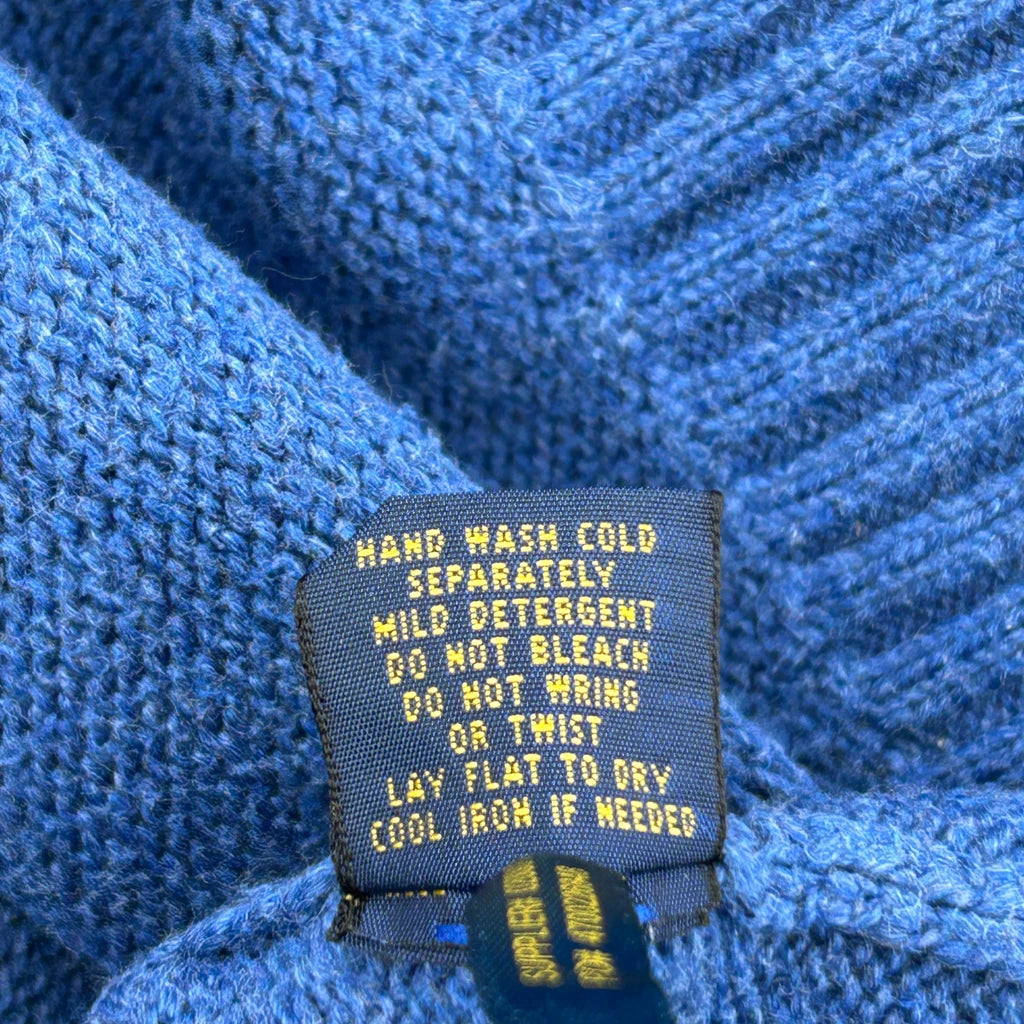 HAND WASH COLD
SEPARATELY
MILD DETERGENT
DO NOT BLEACH
DO NOT WRING
OR TWIST
LAY FLAT TO DRY
COOL IRON IF NEEDED